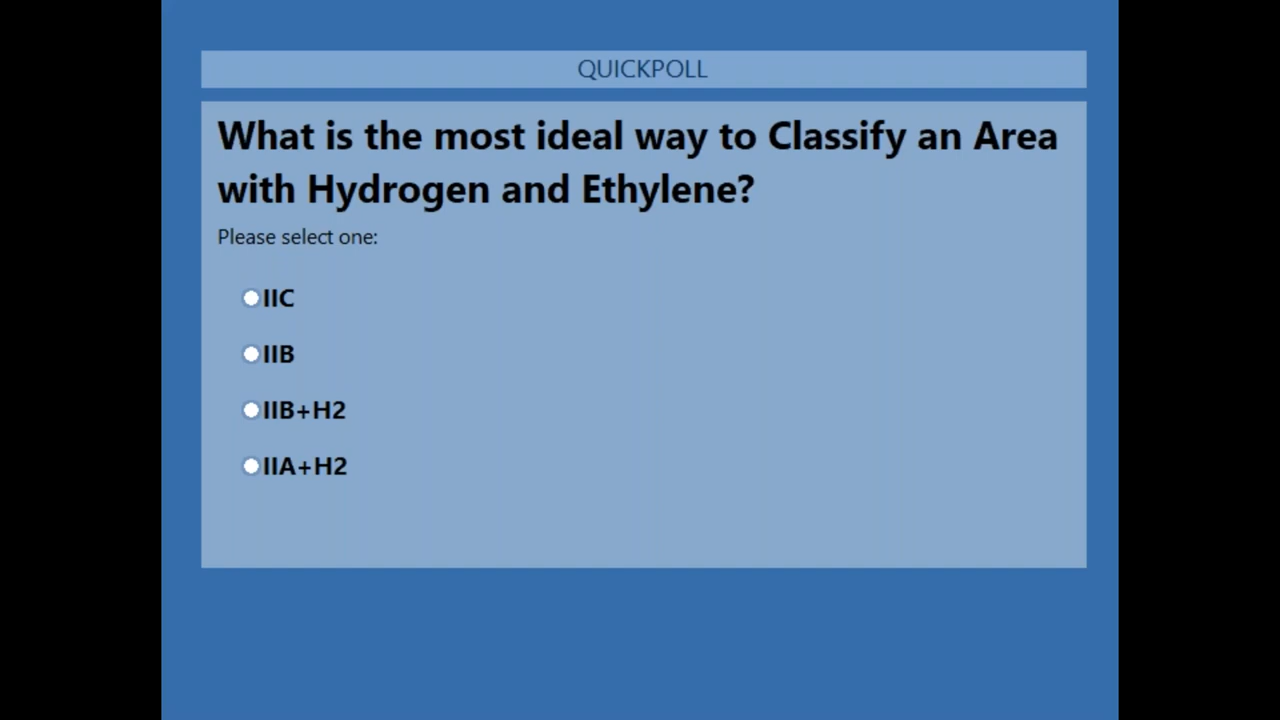 QUICKPOLL
What is the most ideal way to Classify an Area
with Hydrogen and Ethylene?
Please select one:
IIC
IIB
IIB+H2
IIA+H2